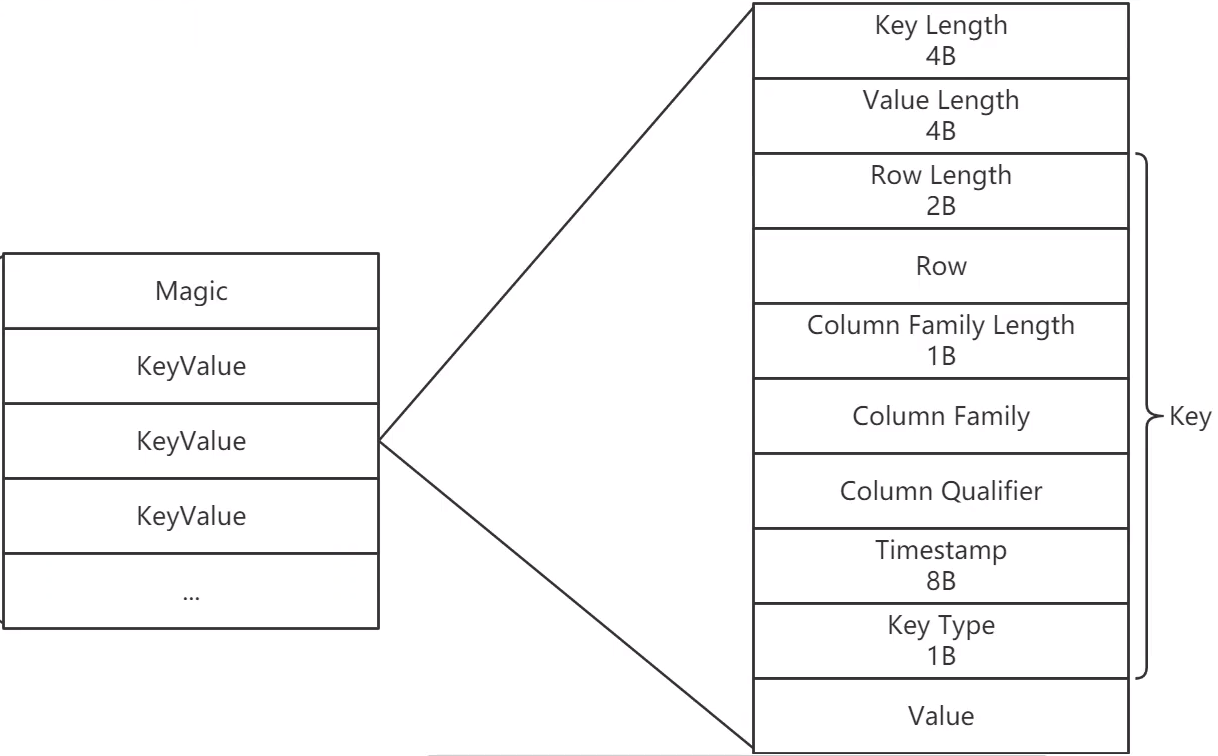 Magic
KeyValue
KeyValue
KeyValue
...
Key Length
4B
Value Length
4B
Row Length
2B
Row
Column Family Length
1B
Column Family
Column Qualifier
Timestamp
8B
Key Type
1B
Value
Key